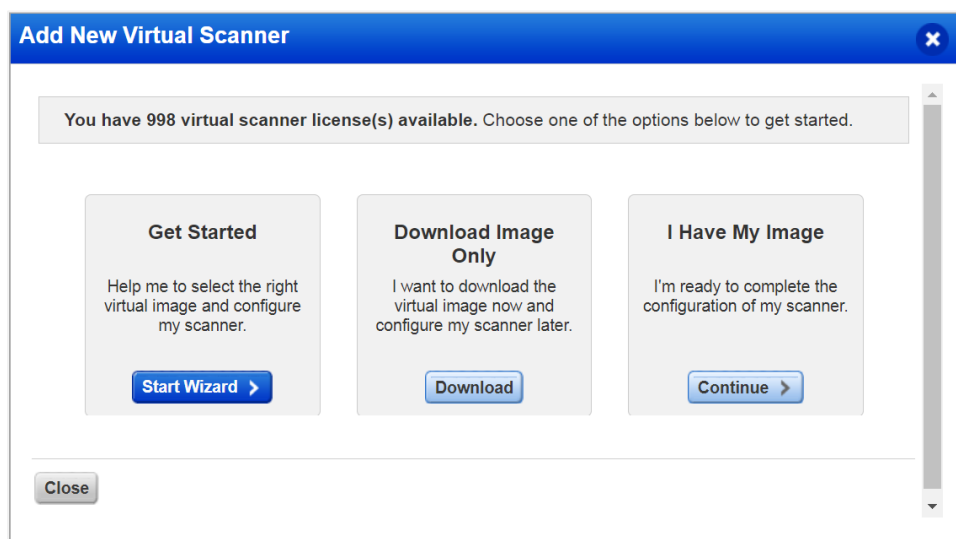 Add New Virtual Scanner
You have 998 virtual scanner license(s) available. Choose one of the options below to get started.
Get Started
Help me to select the right
virtual image and configure
my scanner.
Start Wizard
Download Image
Only
I want to download the
virtual image now and
configure my scanner later.
Download
I Have My Image
I'm ready to complete the
configuration of my scanner.
Continue
Close